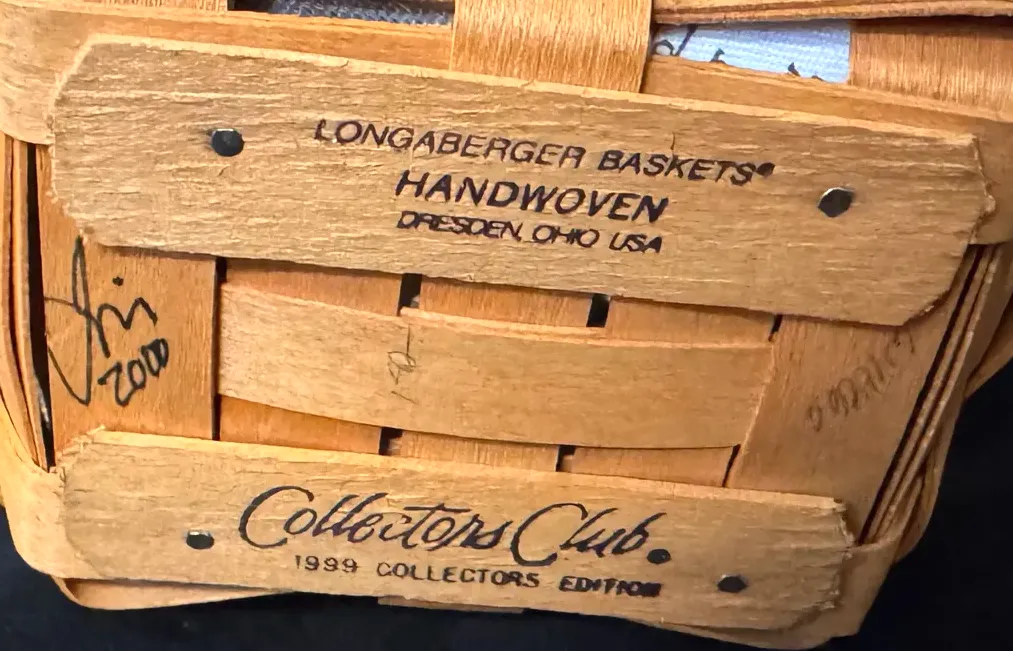 LONGABERGER BASKETS®
HANDWOVEN
DRESDEN, OHIO USA
2000
Collectors Club
1999 COLLECTORS EDITION